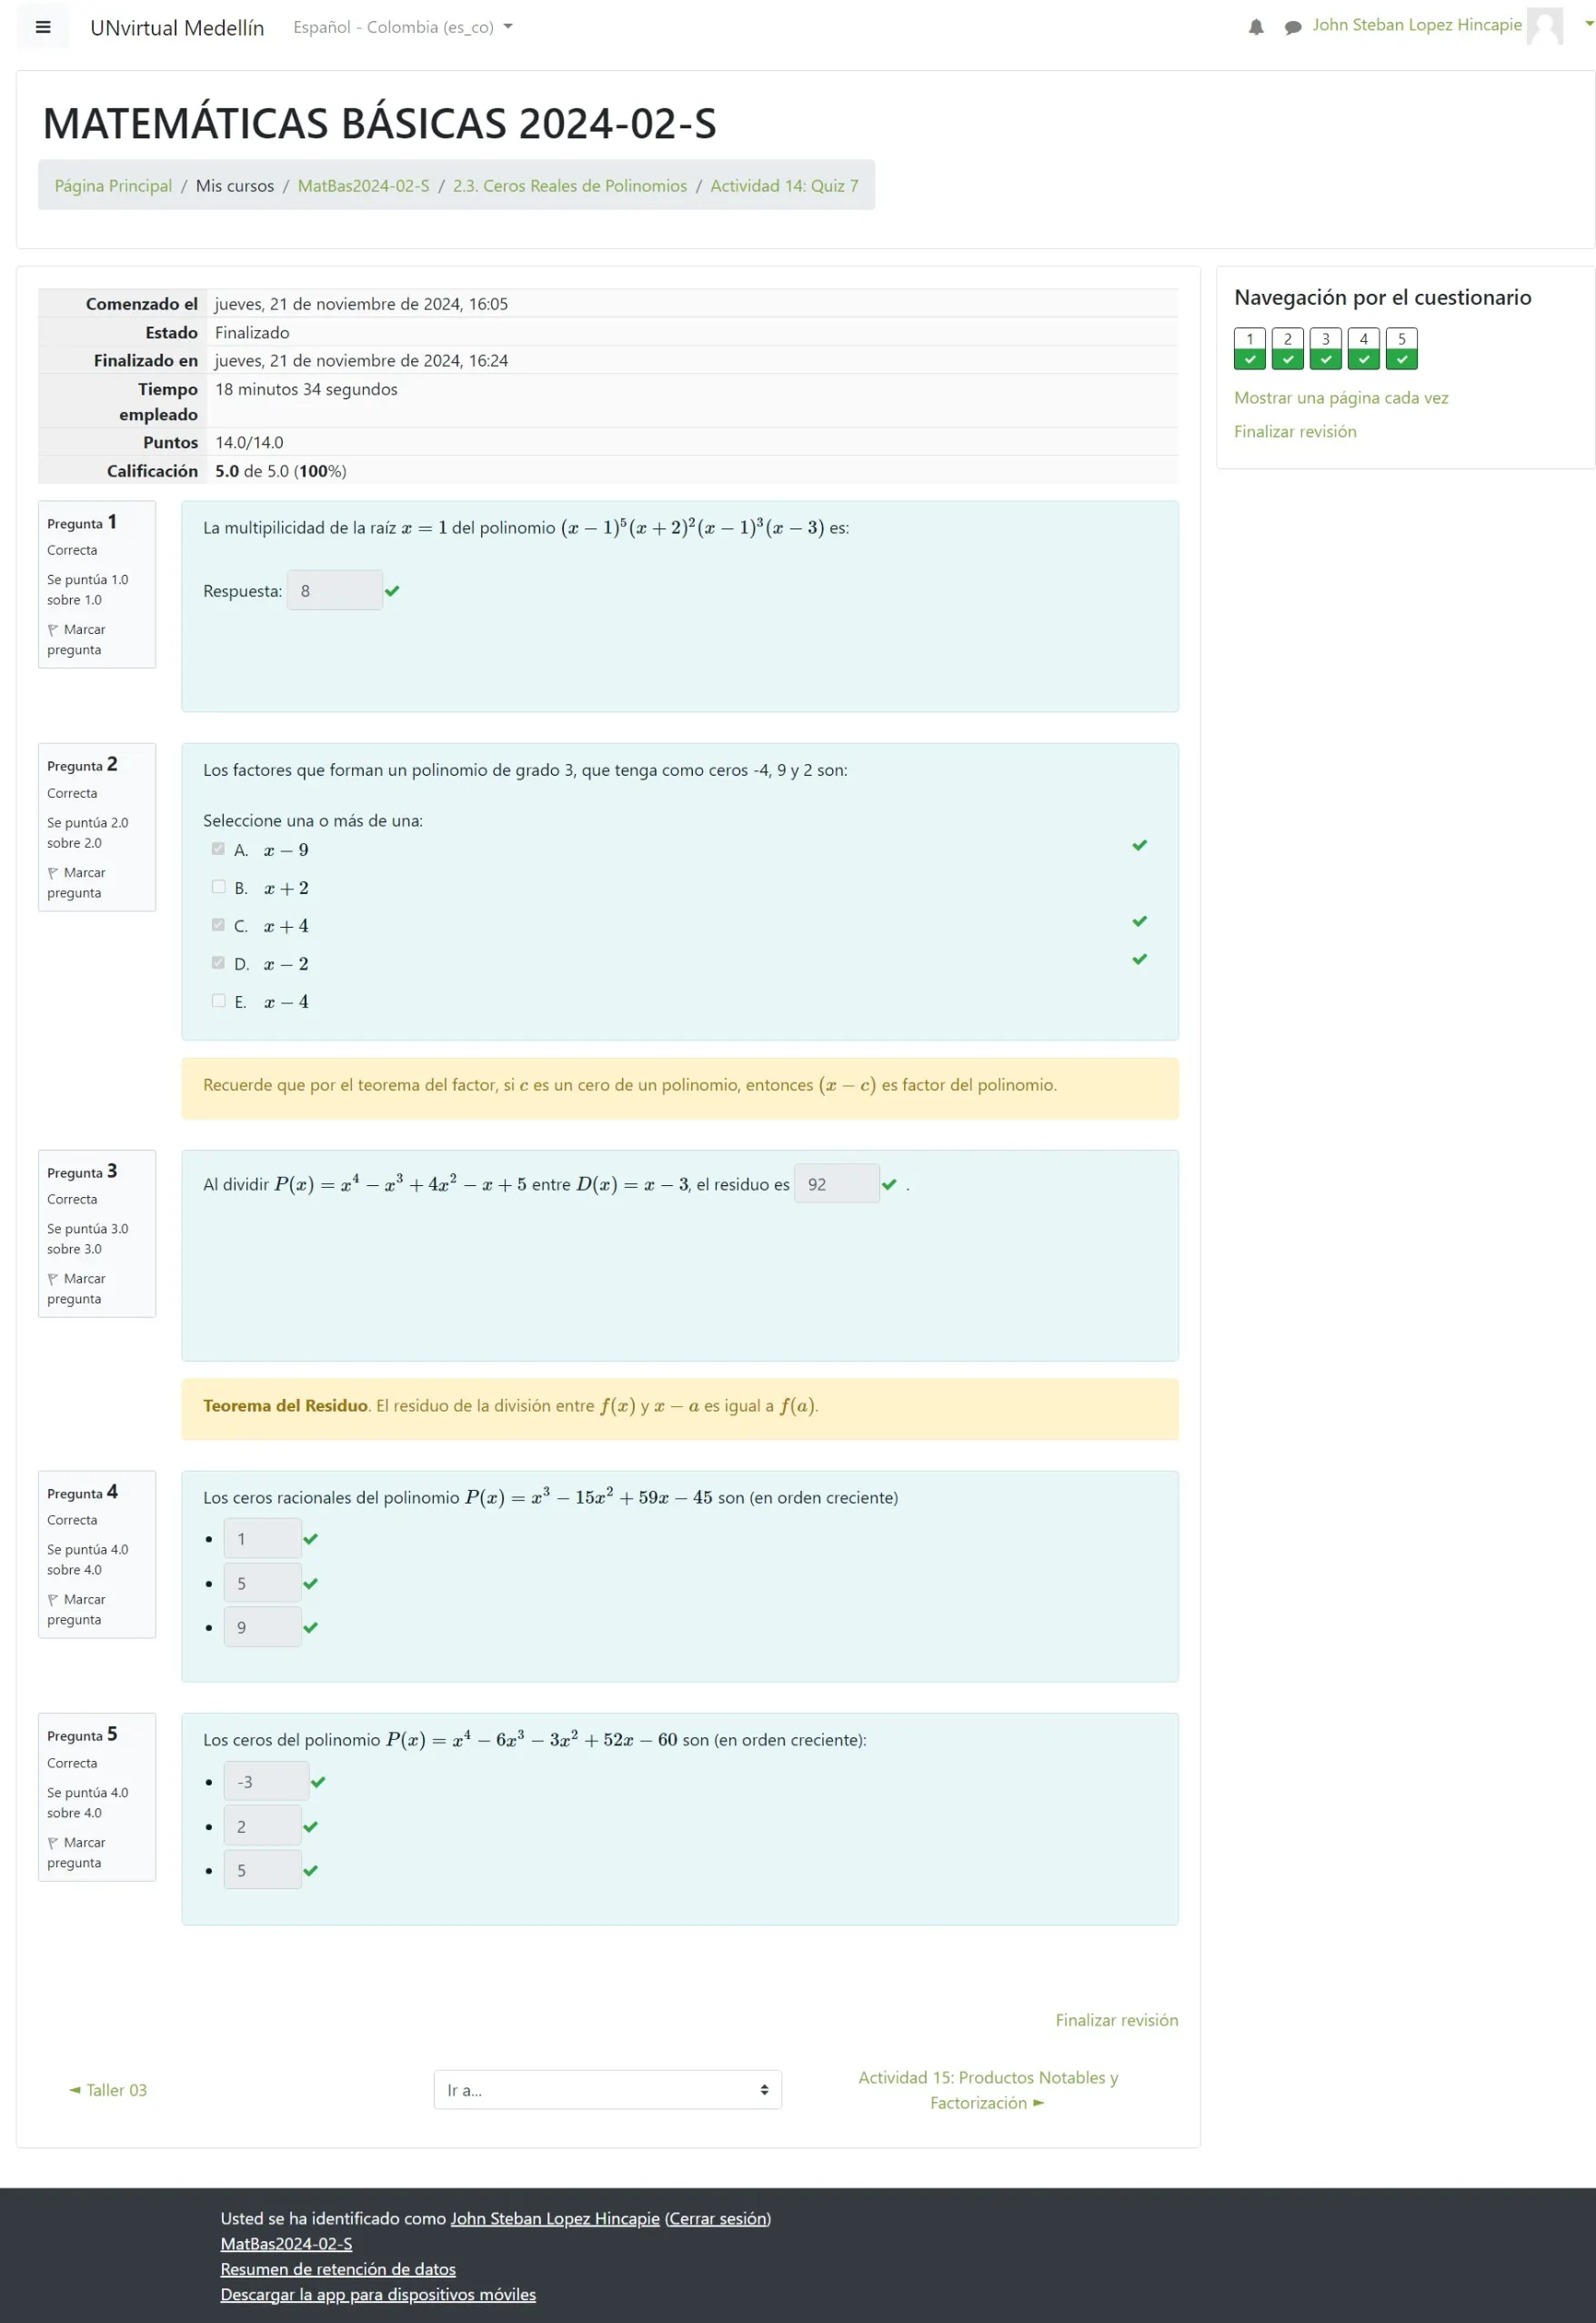 UNvirtual Medellín Español - Colombia (es_co) John Steban Lopez Hincapie
MATEMÁTICAS BÁSICAS 2024-02-S
Página Principal / Mis cursos / MatBas2024-02-S / 2.3. Ceros Reales de Polinomios / Actividad 14: Quiz 7
Comenzado el jueves, 21 de noviembre de 2024, 16:05
Estado Finalizado
Finalizado en jueves, 21 de noviembre de 2024, 16:24
Tiempo empleado 18 minutos 34 segundos
Puntos 14.0/14.0
Calificación 5.0 de 5.0 (100%)
Navegación por el cuestionario
1 2 3 4 5
Mostrar una página cada vez
Finalizar revisión
Pregunta 1
Correcta
Se puntúa 1.0
sobre 1.0
Marcar
pregunta
La multipilicidad de la raíz x = 1 del polinomio (x − 1)⁵(x + 2)²(x − 1)³(x − 3) es:
Respuesta: 8
Pregunta 2
Correcta
Se puntúa 2.0
sobre 2.0
Marcar
pregunta
Los factores que forman un polinomio de grado 3, que tenga como ceros -4, 9 y 2 son:
Seleccione una o más de una:
A. x − 9
B. x + 2
C. x + 4
D. x − 2
E. x − 4
Recuerde que por el teorema del factor, si c es un cero de un polinomio, entonces (x − c) es factor del polinomio.
Pregunta 3
Correcta
Se puntúa 3.0
sobre 3.0
Marcar
pregunta
Al dividir P(x) = x⁴ − x³ + 4x² − x + 5 entre D(x) = x − 3, el residuo es 92 .
Teorema del Residuo. El residuo de la división entre f(x) y x − a es igual a f(a).
Pregunta 4
Correcta
Se puntúa 4.0
sobre 4.0
Marcar
pregunta
Los ceros racionales del polinomio P(x) = x³ − 15x² + 59x − 45 son (en orden creciente)
1
5
9
Pregunta 5
Correcta
Se puntúa 4.0
sobre 4.0
Marcar
pregunta
Los ceros del polinomio P(x) = x⁴ − 6x³ − 3x² + 52x − 60 son (en orden creciente):
-3
2
5
Finalizar revisión
◄ Taller 03
Ir a...
Actividad 15: Productos Notables y
Factorización ►
Usted se ha identificado como John Steban Lopez Hincapie (Cerrar sesión)
MatBas2024-02-S
Resumen de retención de datos
Descargar la app para dispositivos móviles